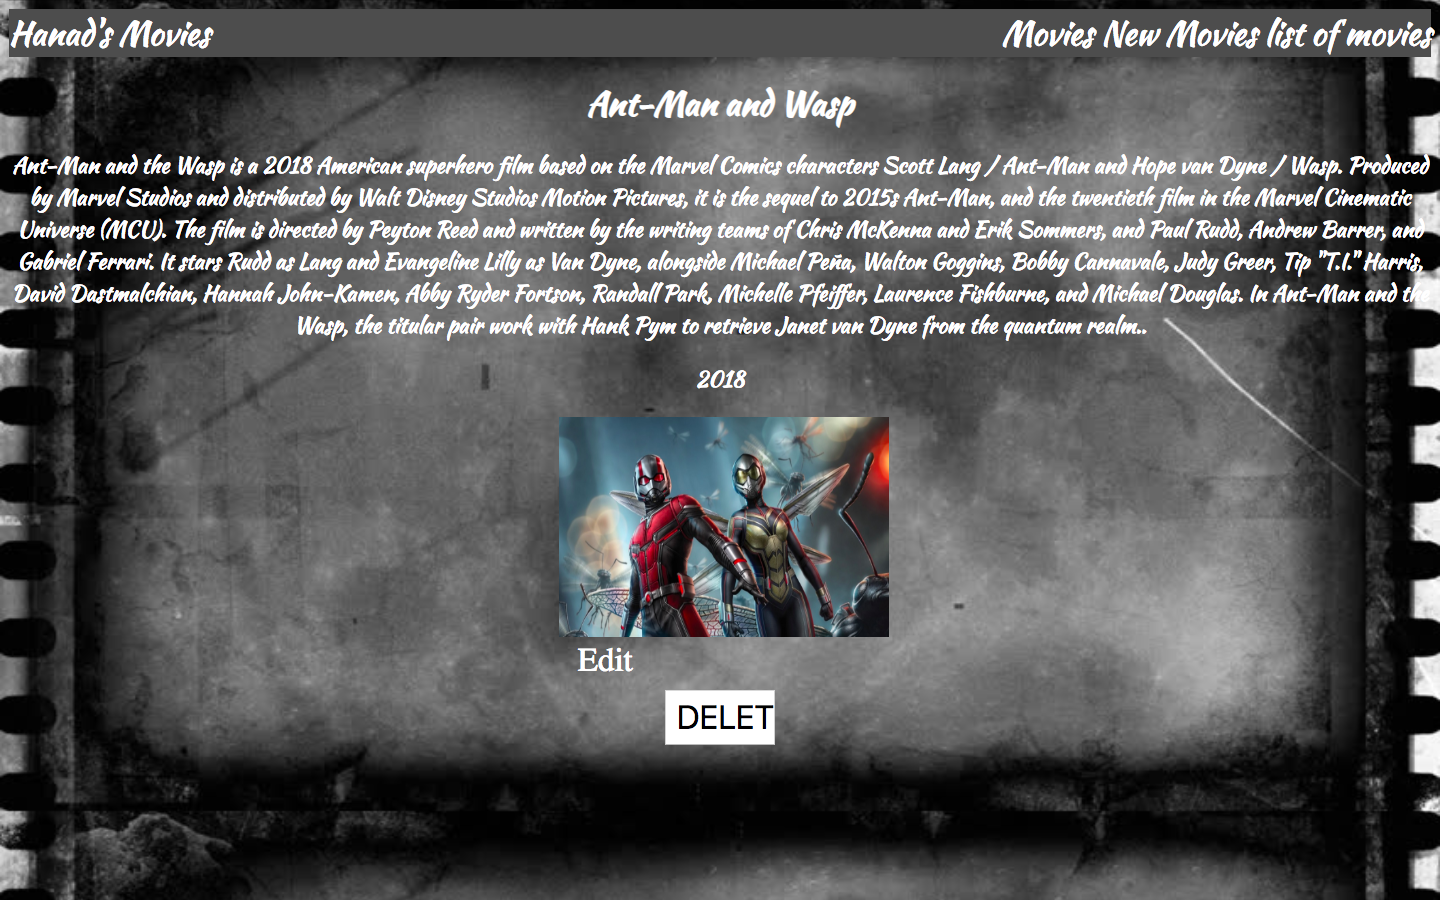 Hanad's Movies
Movies New Movies list of movies
Ant-Man and Wasp
Ant-Man and the Wasp is a 2018 American superhero film based on the Marvel Comics characters Scott Lang / Ant-Man and Hope van Dyne / Wasp. Produced
by Marvel Studios and distributed by Walt Disney Studios Motion Pictures, it is the sequel to 2015s Ant-Man, and the twentieth film in the Marvel Cinematic
Universe (MCU). The film is directed by Peyton Reed and written by the writing teams of Chris McKenna and Erik Sommers, and Paul Rudd, Andrew Barrer, and
Gabriel Ferrari. It stars Rudd as Lang and Evangeline Lilly as Van Dyne, alongside Michael Peña, Walton Goggins, Bobby Cannavale, Judy Greer, Tip "T.I." Harris,
David Dastmalchian, Hannah John-Kamen, Abby Ryder Fortson, Randall Park, Michelle Pfeiffer, Laurence Fishburne, and Michael Douglas. In Ant-Man and the
Wasp, the titular pair work with Hank Pym to retrieve Janet van Dyne from the quantum realm..
2018
Edit
DELET